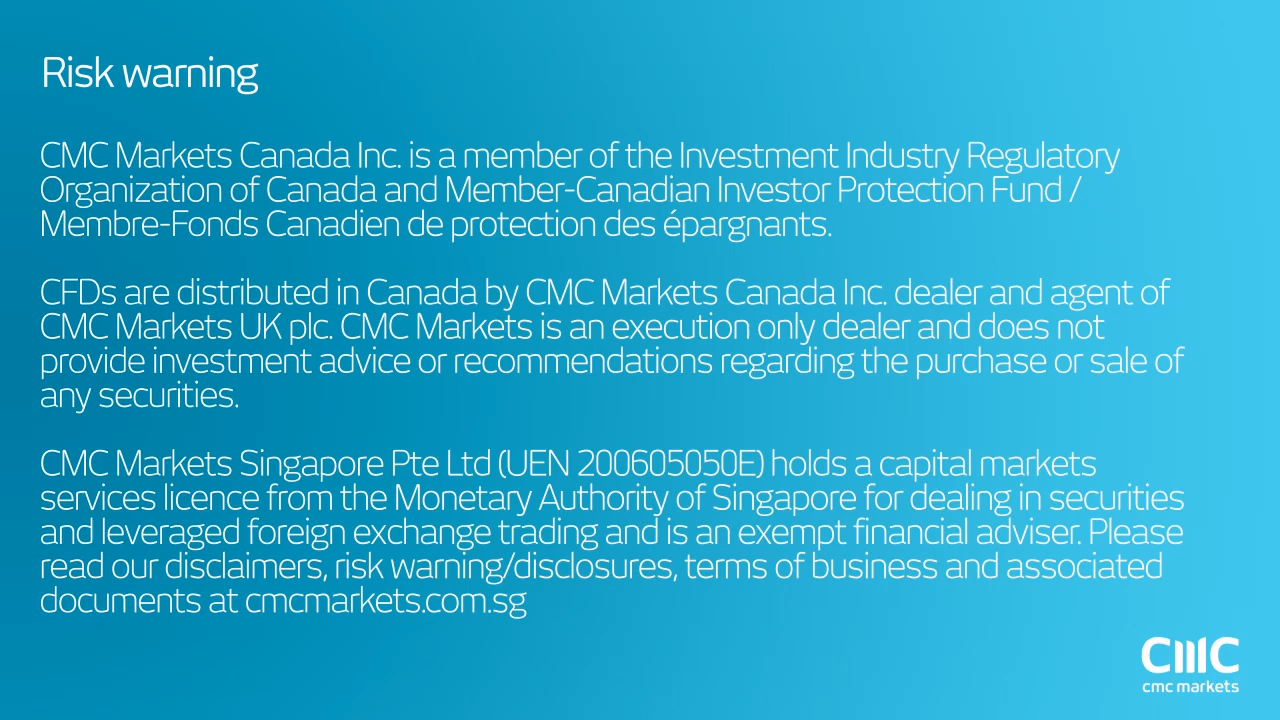 Risk warning
CMC Markets Canada Inc. is a member of the Investment Industry Regulatory
Organization of Canada and Member-Canadian Investor Protection Fund /
Membre-Fonds Canadien de protection des épargnants.
CFDs are distributed in Canada by CMC Markets Canada Inc. dealer and agent of
CMC Markets UK plc. CMC Markets is an execution only dealer and does not
provide investment advice or recommendations regarding the purchase or sale of
any securities.
CMC Markets Singapore Pte Ltd (UEN 200605050E) holds a capital markets
services licence from the Monetary Authority of Singapore for dealing in securities
and leveraged foreign exchange trading and is an exempt financial adviser. Please
read our disclaimers, risk warning/disclosures, terms of business and associated
documents at cmcmarkets.com.sg
CMC
cmc markets